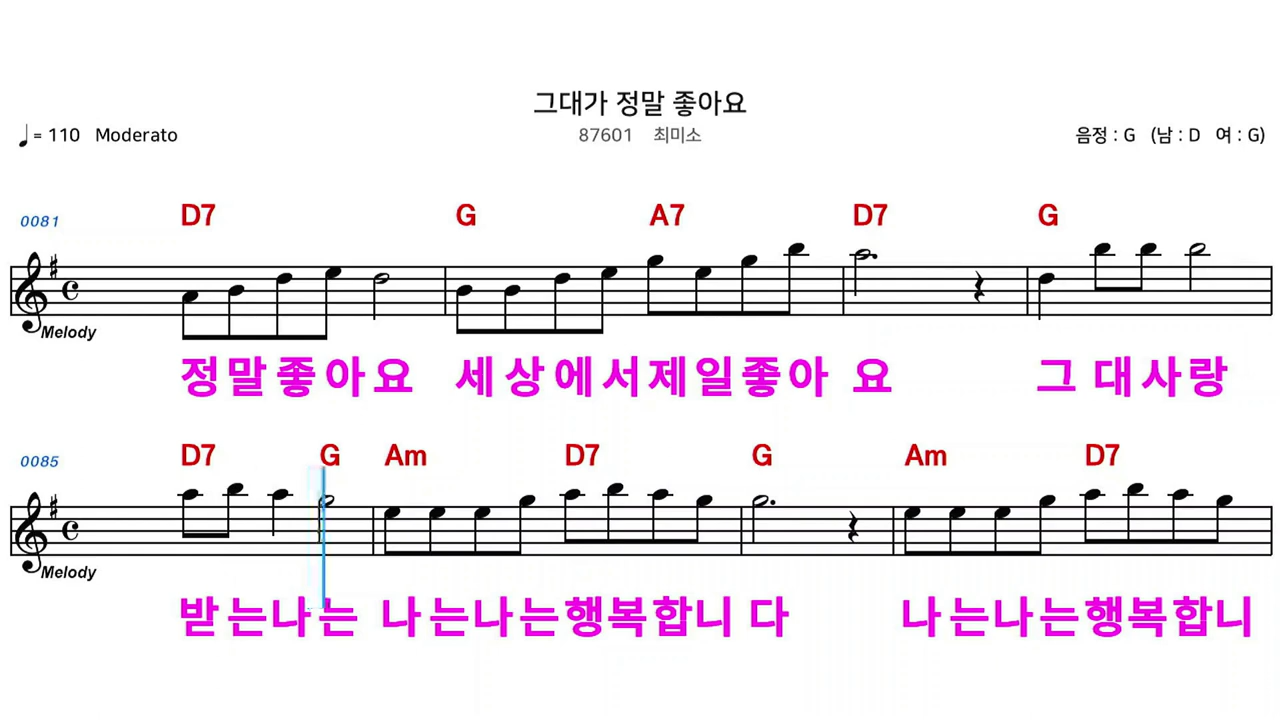 그대가 정말 좋아요
♩ = 110 Moderato 87601 최미소 음정 : G (남 : D 여 : G)
0081 D7 G A7 D7 G
Melody
정말좋아요 세상에서제일좋아 요 그대사랑
0085 D7 G Am D7 G Am D7
Melody
받는나는 나는나는행복합니 다 나는나는행복합니